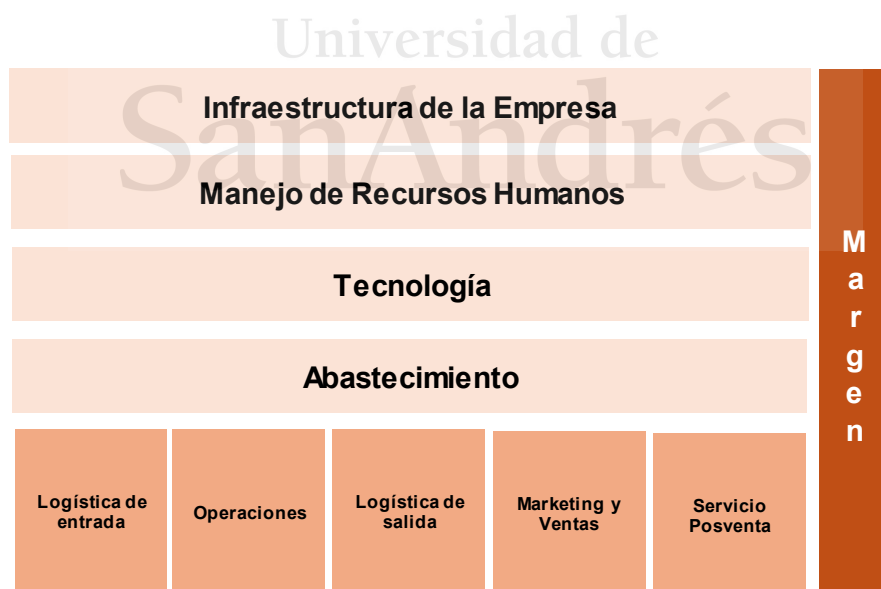 Universidad de
SanAndrés
Infraestructura de la Empresa
Manejo de Recursos Humanos
Tecnología
Abastecimiento
Logística de
entrada
Operaciones
Logística de
salida
Marketing y
Ventas
Servicio
Posventa
M
a
r
g
e
n